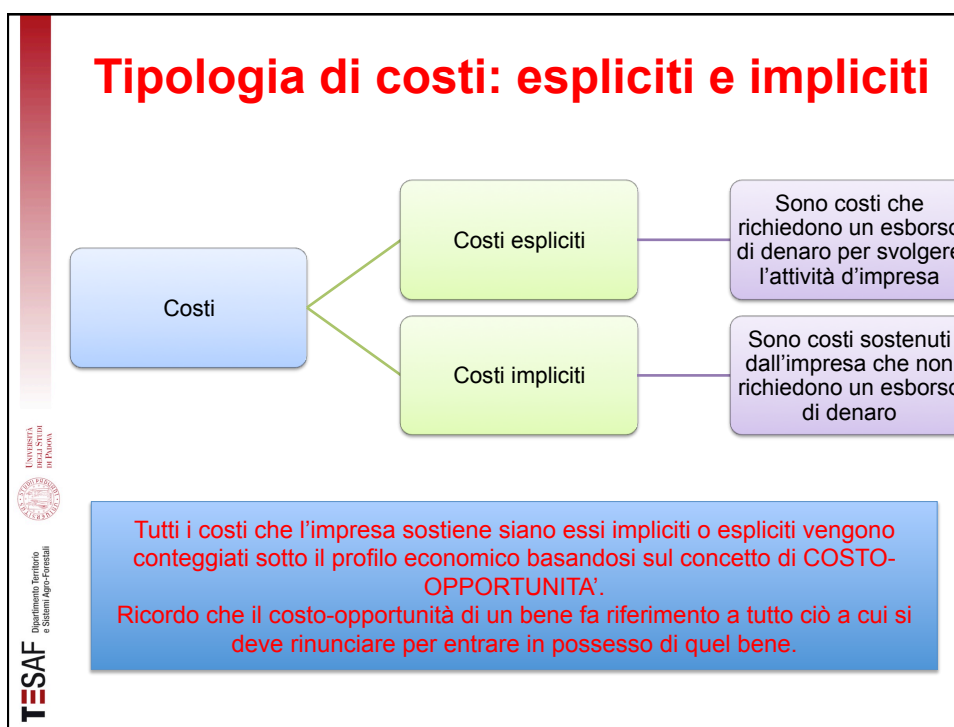 Tipologia di costi: espliciti e impliciti
Costi
Costi espliciti
Sono costi che
richiedono un esborso
di denaro per svolgere
l’attività d’impresa
Costi impliciti
Sono costi sostenuti
dall’impresa che non
richiedono un esborso
di denaro
Tutti i costi che l’impresa sostiene siano essi impliciti o espliciti vengono
conteggiati sotto il profilo economico basandosi sul concetto di COSTO-
OPPORTUNITA’.
Ricordo che il costo-opportunità di un bene fa riferimento a tutto ciò a cui si
deve rinunciare per entrare in possesso di quel bene.
UNIVERSITÀ
DEGLI STUDI
DI PADOVA
TESAF
Dipartimento Territorio
e Sistemi Agro-Forestali